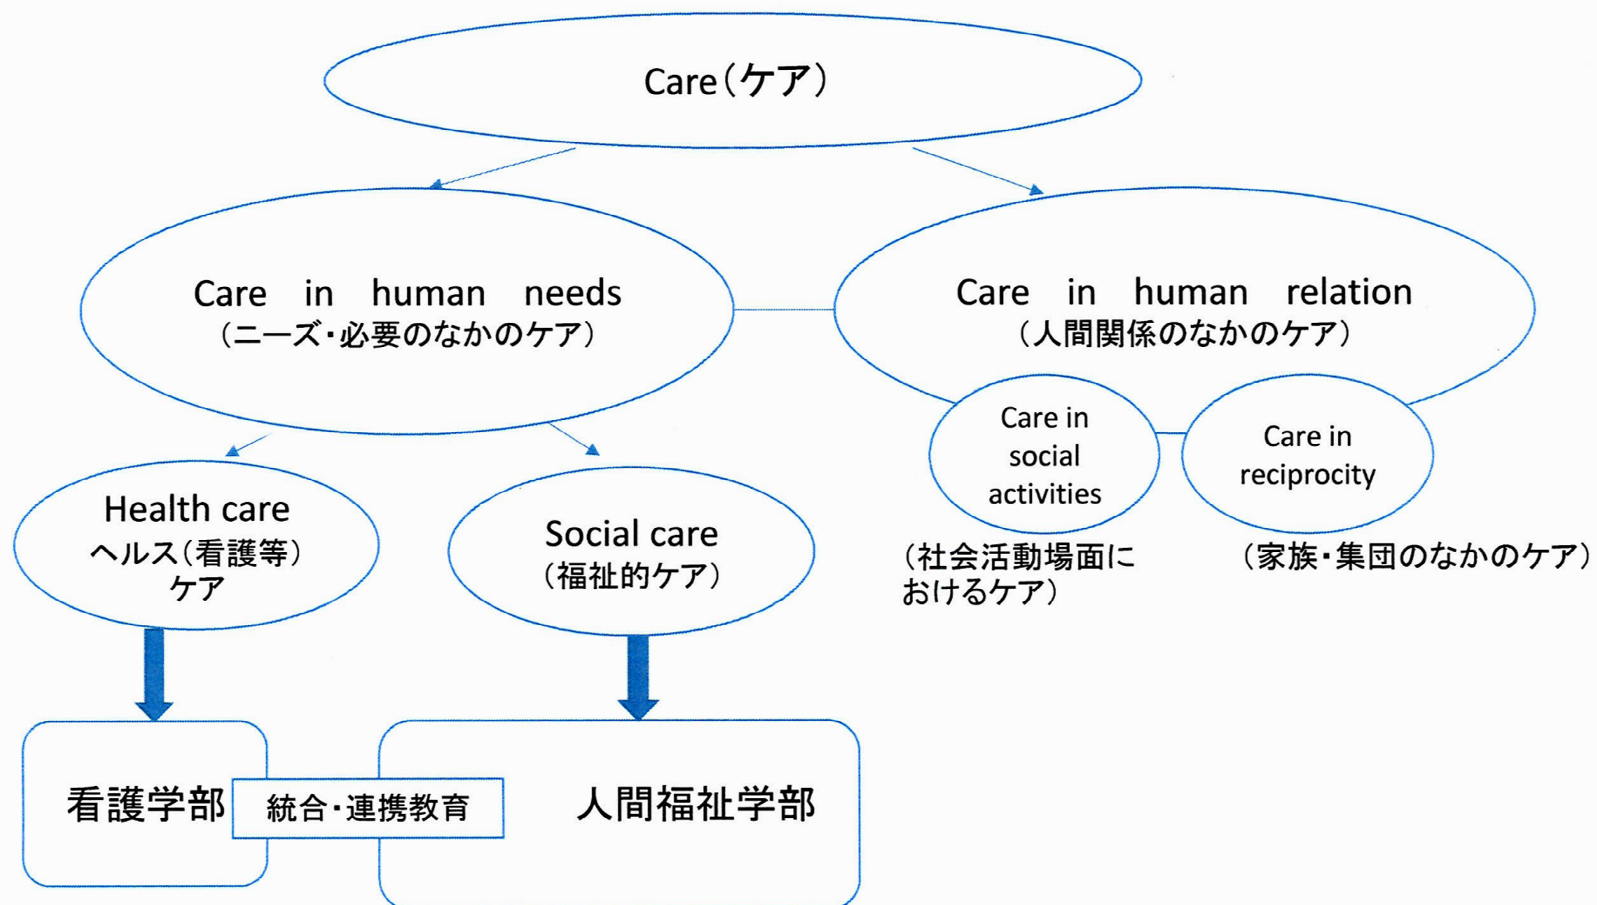 Care（ケア）
Care in human needs
（ニーズ・必要のなかのケア）
Care in human relation
（人間関係のなかのケア）
Care in
social
activities
Care in
reciprocity
（社会活動場面に
おけるケア）
（家族・集団のなかのケア）
Health care
ヘルス（看護等）
ケア
Social care
（福祉的ケア）
看護学部
統合・連携教育
人間福祉学部